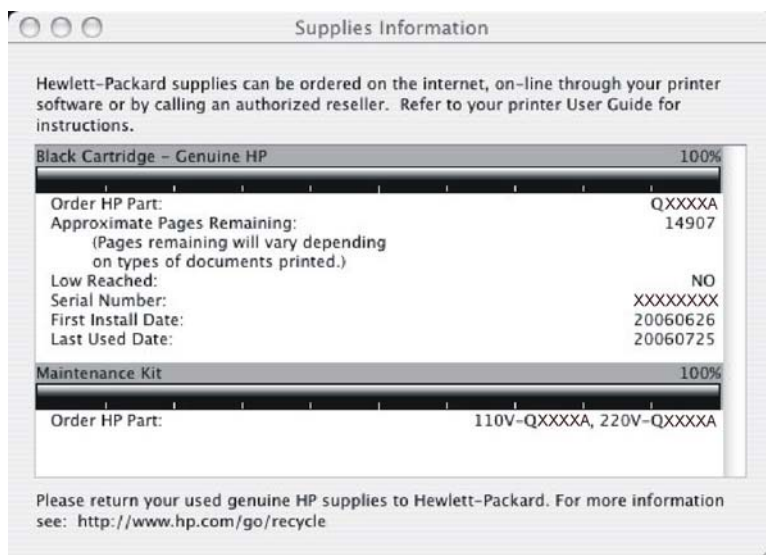 Supplies Information
Hewlett-Packard supplies can be ordered on the internet, on-line through your printer
software or by calling an authorized reseller. Refer to your printer User Guide for
instructions.
Black Cartridge – Genuine HP 100%
Order HP Part: QXXXXA
Approximate Pages Remaining: 14907
(Pages remaining will vary depending
on types of documents printed.)
Low Reached: NO
Serial Number: XXXXXXXX
First Install Date: 20060626
Last Used Date: 20060725
Maintenance Kit 100%
Order HP Part: 110V-QXXXXA, 220V-QXXXXA
Please return your used genuine HP supplies to Hewlett-Packard. For more information
see: http://www.hp.com/go/recycle